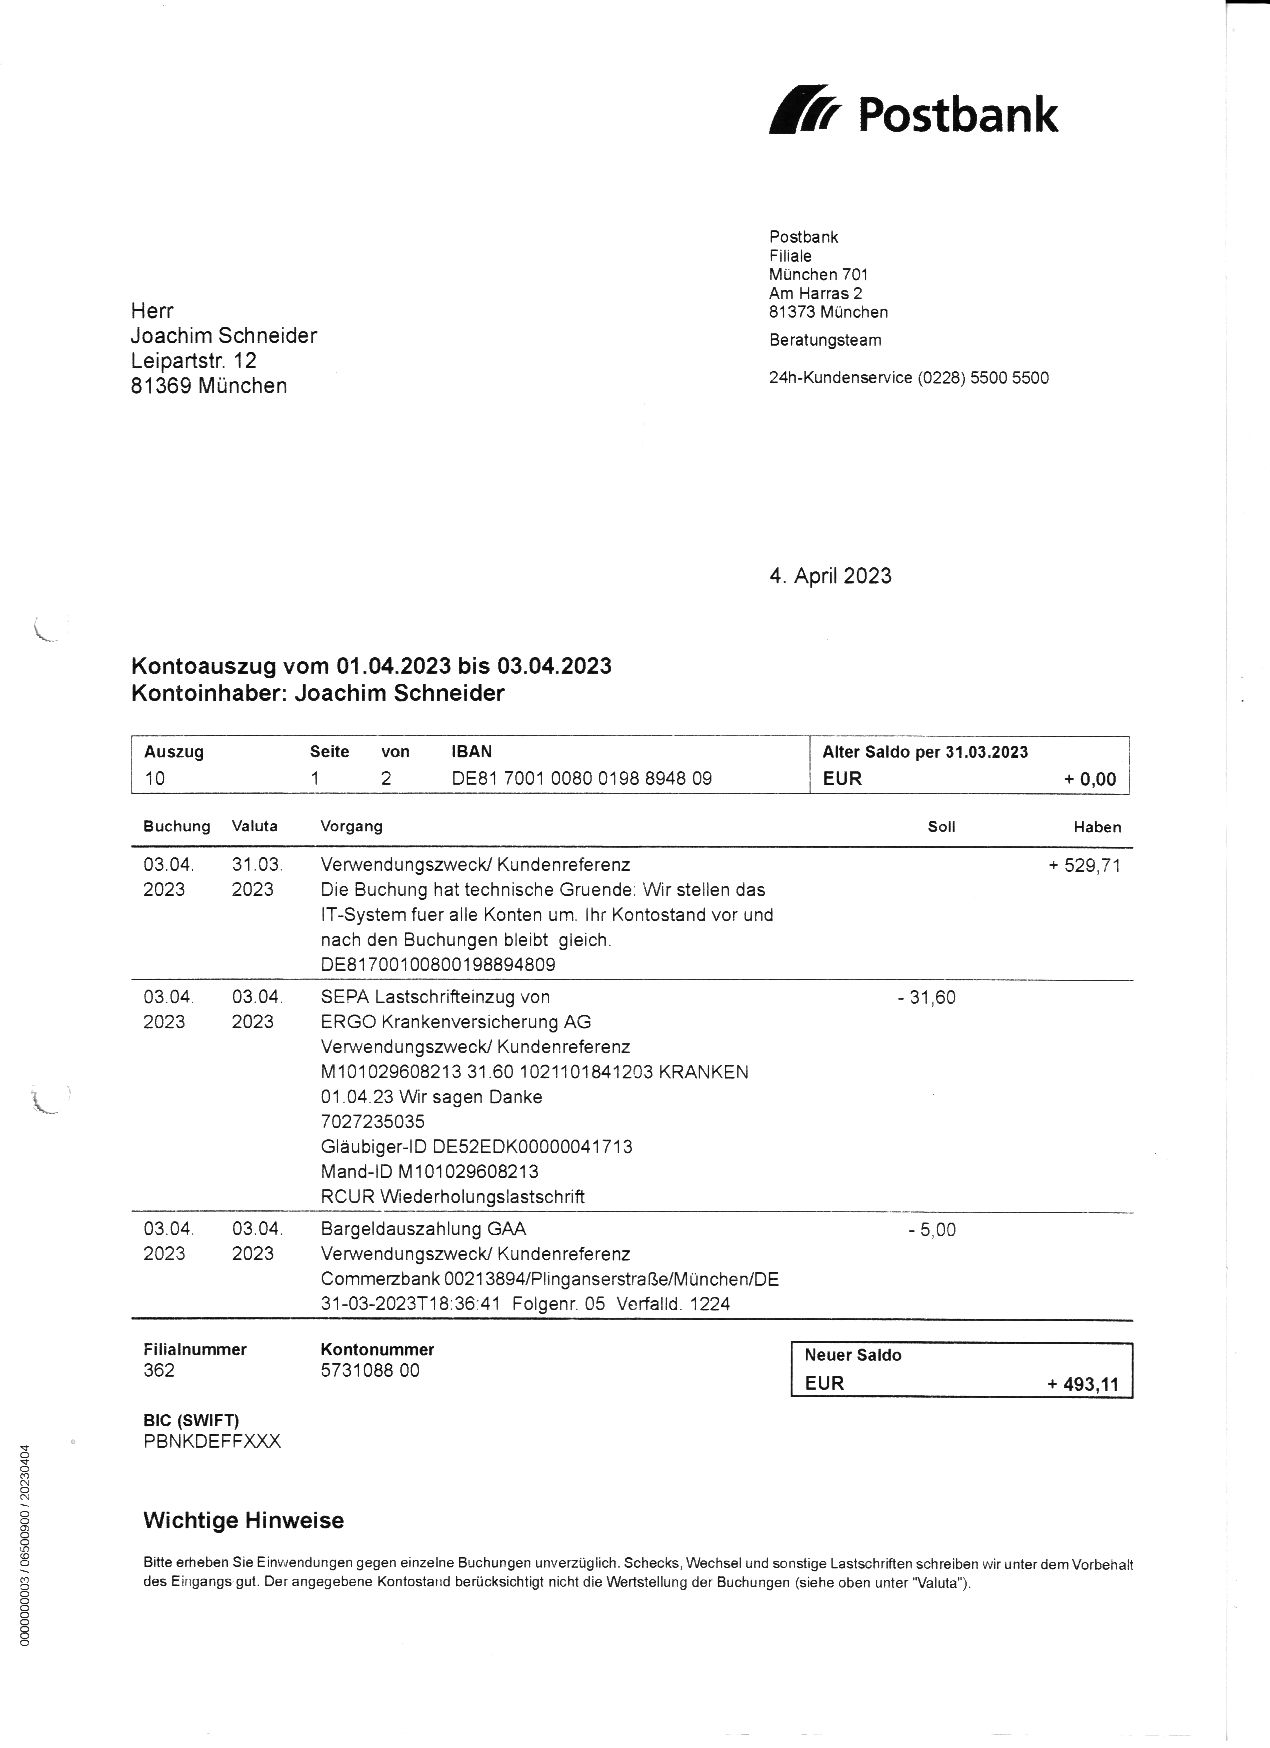 Postbank
Postbank
Filiale
München 701
Am Harras 2
81373 München
Beratungsteam
24h-Kundenservice (0228) 5500 5500
Herr
Joachim Schneider
Leipartstr. 12
81369 München
4. April 2023
Kontoauszug vom 01.04.2023 bis 03.04.2023
Kontoinhaber: Joachim Schneider
Auszug Seite von IBAN Alter Saldo per 31.03.2023
10 1 2 DE81 7001 0080 0198 8948 09 EUR + 0,00
Buchung Valuta Vorgang Soll Haben
03.04. 31.03. Verwendungszweck/ Kundenreferenz + 529,71
2023 2023 Die Buchung hat technische Gruende: Wir stellen das
IT-System fuer alle Konten um. Ihr Kontostand vor und
nach den Buchungen bleibt gleich.
DE81700100800198894809
03.04. 03.04. SEPA Lastschrifteinzug von - 31,60
2023 2023 ERGO Krankenversicherung AG
Verwendungszweck/ Kundenreferenz
M101029608213 31.60 1021101841203 KRANKEN
01.04.23 Wir sagen Danke
7027235035
Gläubiger-ID DE52EDK00000041713
Mand-ID M101029608213
RCUR Wiederholungslastschrift
03.04. 03.04. Bargeldauszahlung GAA - 5,00
2023 2023 Verwendungszweck/ Kundenreferenz
Commerzbank 00213894/Plinganserstraße/München/DE
31-03-2023T18:36:41 Folgenr. 05 Verfalld. 1224
Filialnummer Kontonummer Neuer Saldo
362 5731088 00 EUR + 493,11
BIC (SWIFT)
PBNKDEFFXXX
Wichtige Hinweise
Bitte erheben Sie Einwendungen gegen einzelne Buchungen unverzüglich. Schecks, Wechsel und sonstige Lastschriften schreiben wir unter dem Vorbehalt
des Eingangs gut. Der angegebene Kontostand berücksichtigt nicht die Wertstellung der Buchungen (siehe oben unter "Valuta").
0000000003 / 06500900 / 20230404